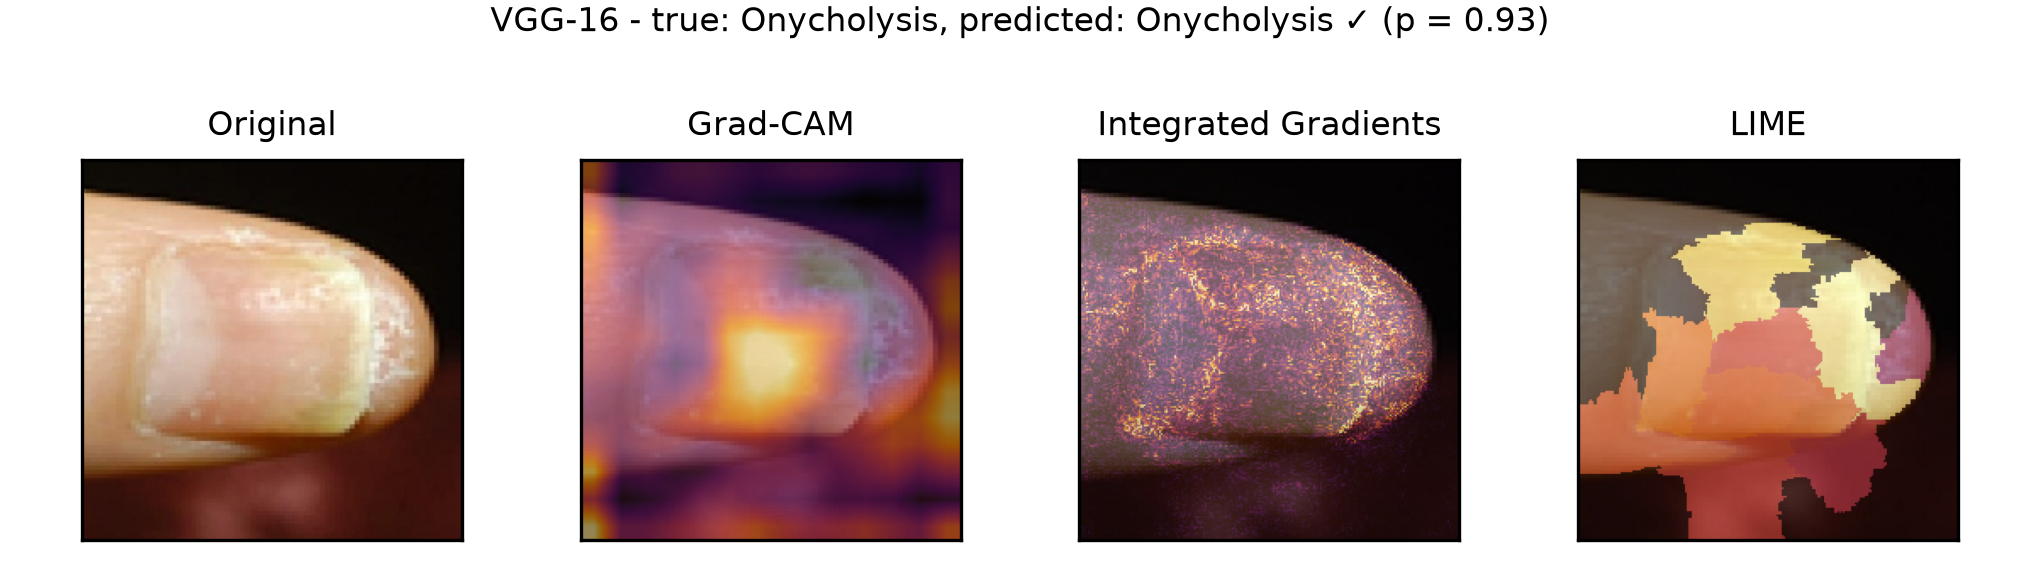 VGG-16 - true: Onycholysis, predicted: Onycholysis ✓ (p = 0.93)
Original
Grad-CAM
Integrated Gradients
LIME